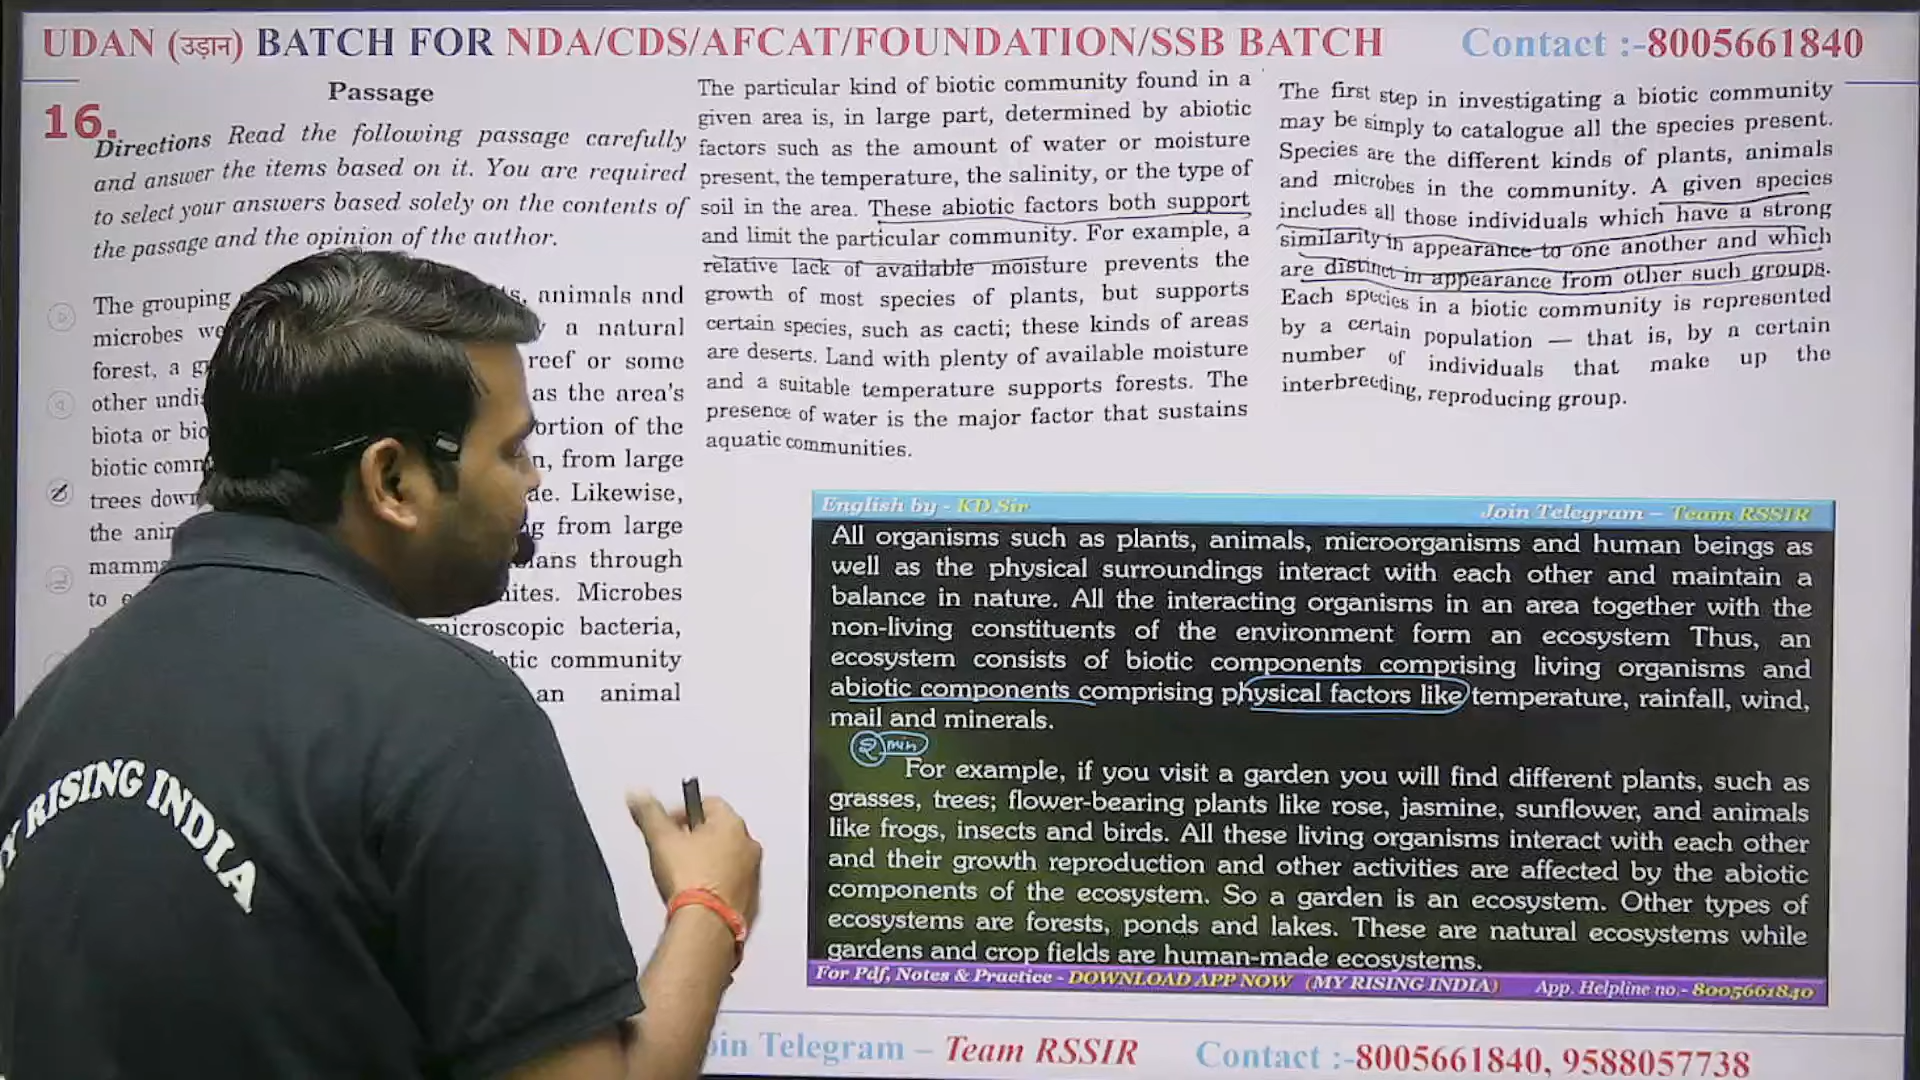 UDAN (उड़ान) BATCH FOR NDA/CDS/AFCAT/FOUNDATION/SSB BATCH Contact :-8005661840
Passage
16.
Directions Read the following passage carefully
and answer the items based on it. You are required
to select your answers based solely on the contents of
the passage and the opinion of the author.
The grouping animals and
microbes we a natural
forest, a reef or some
other as the area's
biota or of the
biotic from large
trees Likewise,
the from large
through
to Microbes
microscopic bacteria,
community
an animal
The particular kind of biotic community found in a
given area is, in large part, determined by abiotic
factors such as the amount of water or moisture
present, the temperature, the salinity, or the type of
soil in the area. These abiotic factors both support
and limit the particular community. For example, a
relative lack of available moisture prevents the
growth of most species of plants, but supports
certain species, such as cacti; these kinds of areas
are deserts. Land with plenty of available moisture
and a suitable temperature supports forests. The
presence of water is the major factor that sustains
aquatic communities.
The first step in investigating a biotic community
may be simply to catalogue all the species present.
Species are the different kinds of plants, animals
and microbes in the community. A given species
includes all those individuals which have a strong
similarity in appearance to one another and which
are distinct in appearance from other such groups.
Each species in a biotic community is represented
by a certain population — that is, by a certain
number of individuals that make up the
interbreeding, reproducing group.
English by - KD Sir Join Telegram – Team RSSIR
All organisms such as plants, animals, microorganisms and human beings as
well as the physical surroundings interact with each other and maintain a
balance in nature. All the interacting organisms in an area together with the
non-living constituents of the environment form an ecosystem Thus, an
ecosystem consists of biotic components comprising living organisms and
abiotic components comprising physical factors like temperature, rainfall, wind,
mail and minerals.
2 min
For example, if you visit a garden you will find different plants, such as
grasses, trees; flower-bearing plants like rose, jasmine, sunflower, and animals
like frogs, insects and birds. All these living organisms interact with each other
and their growth reproduction and other activities are affected by the abiotic
components of the ecosystem. So a garden is an ecosystem. Other types of
ecosystems are forests, ponds and lakes. These are natural ecosystems while
gardens and crop fields are human-made ecosystems.
For Pdf, Notes & Practice - DOWNLOAD APP NOW (MY RISING INDIA) App. Helpline no.- 8005661840
RISING INDIA
Telegram – Team RSSIR Contact :-8005661840, 9588057738